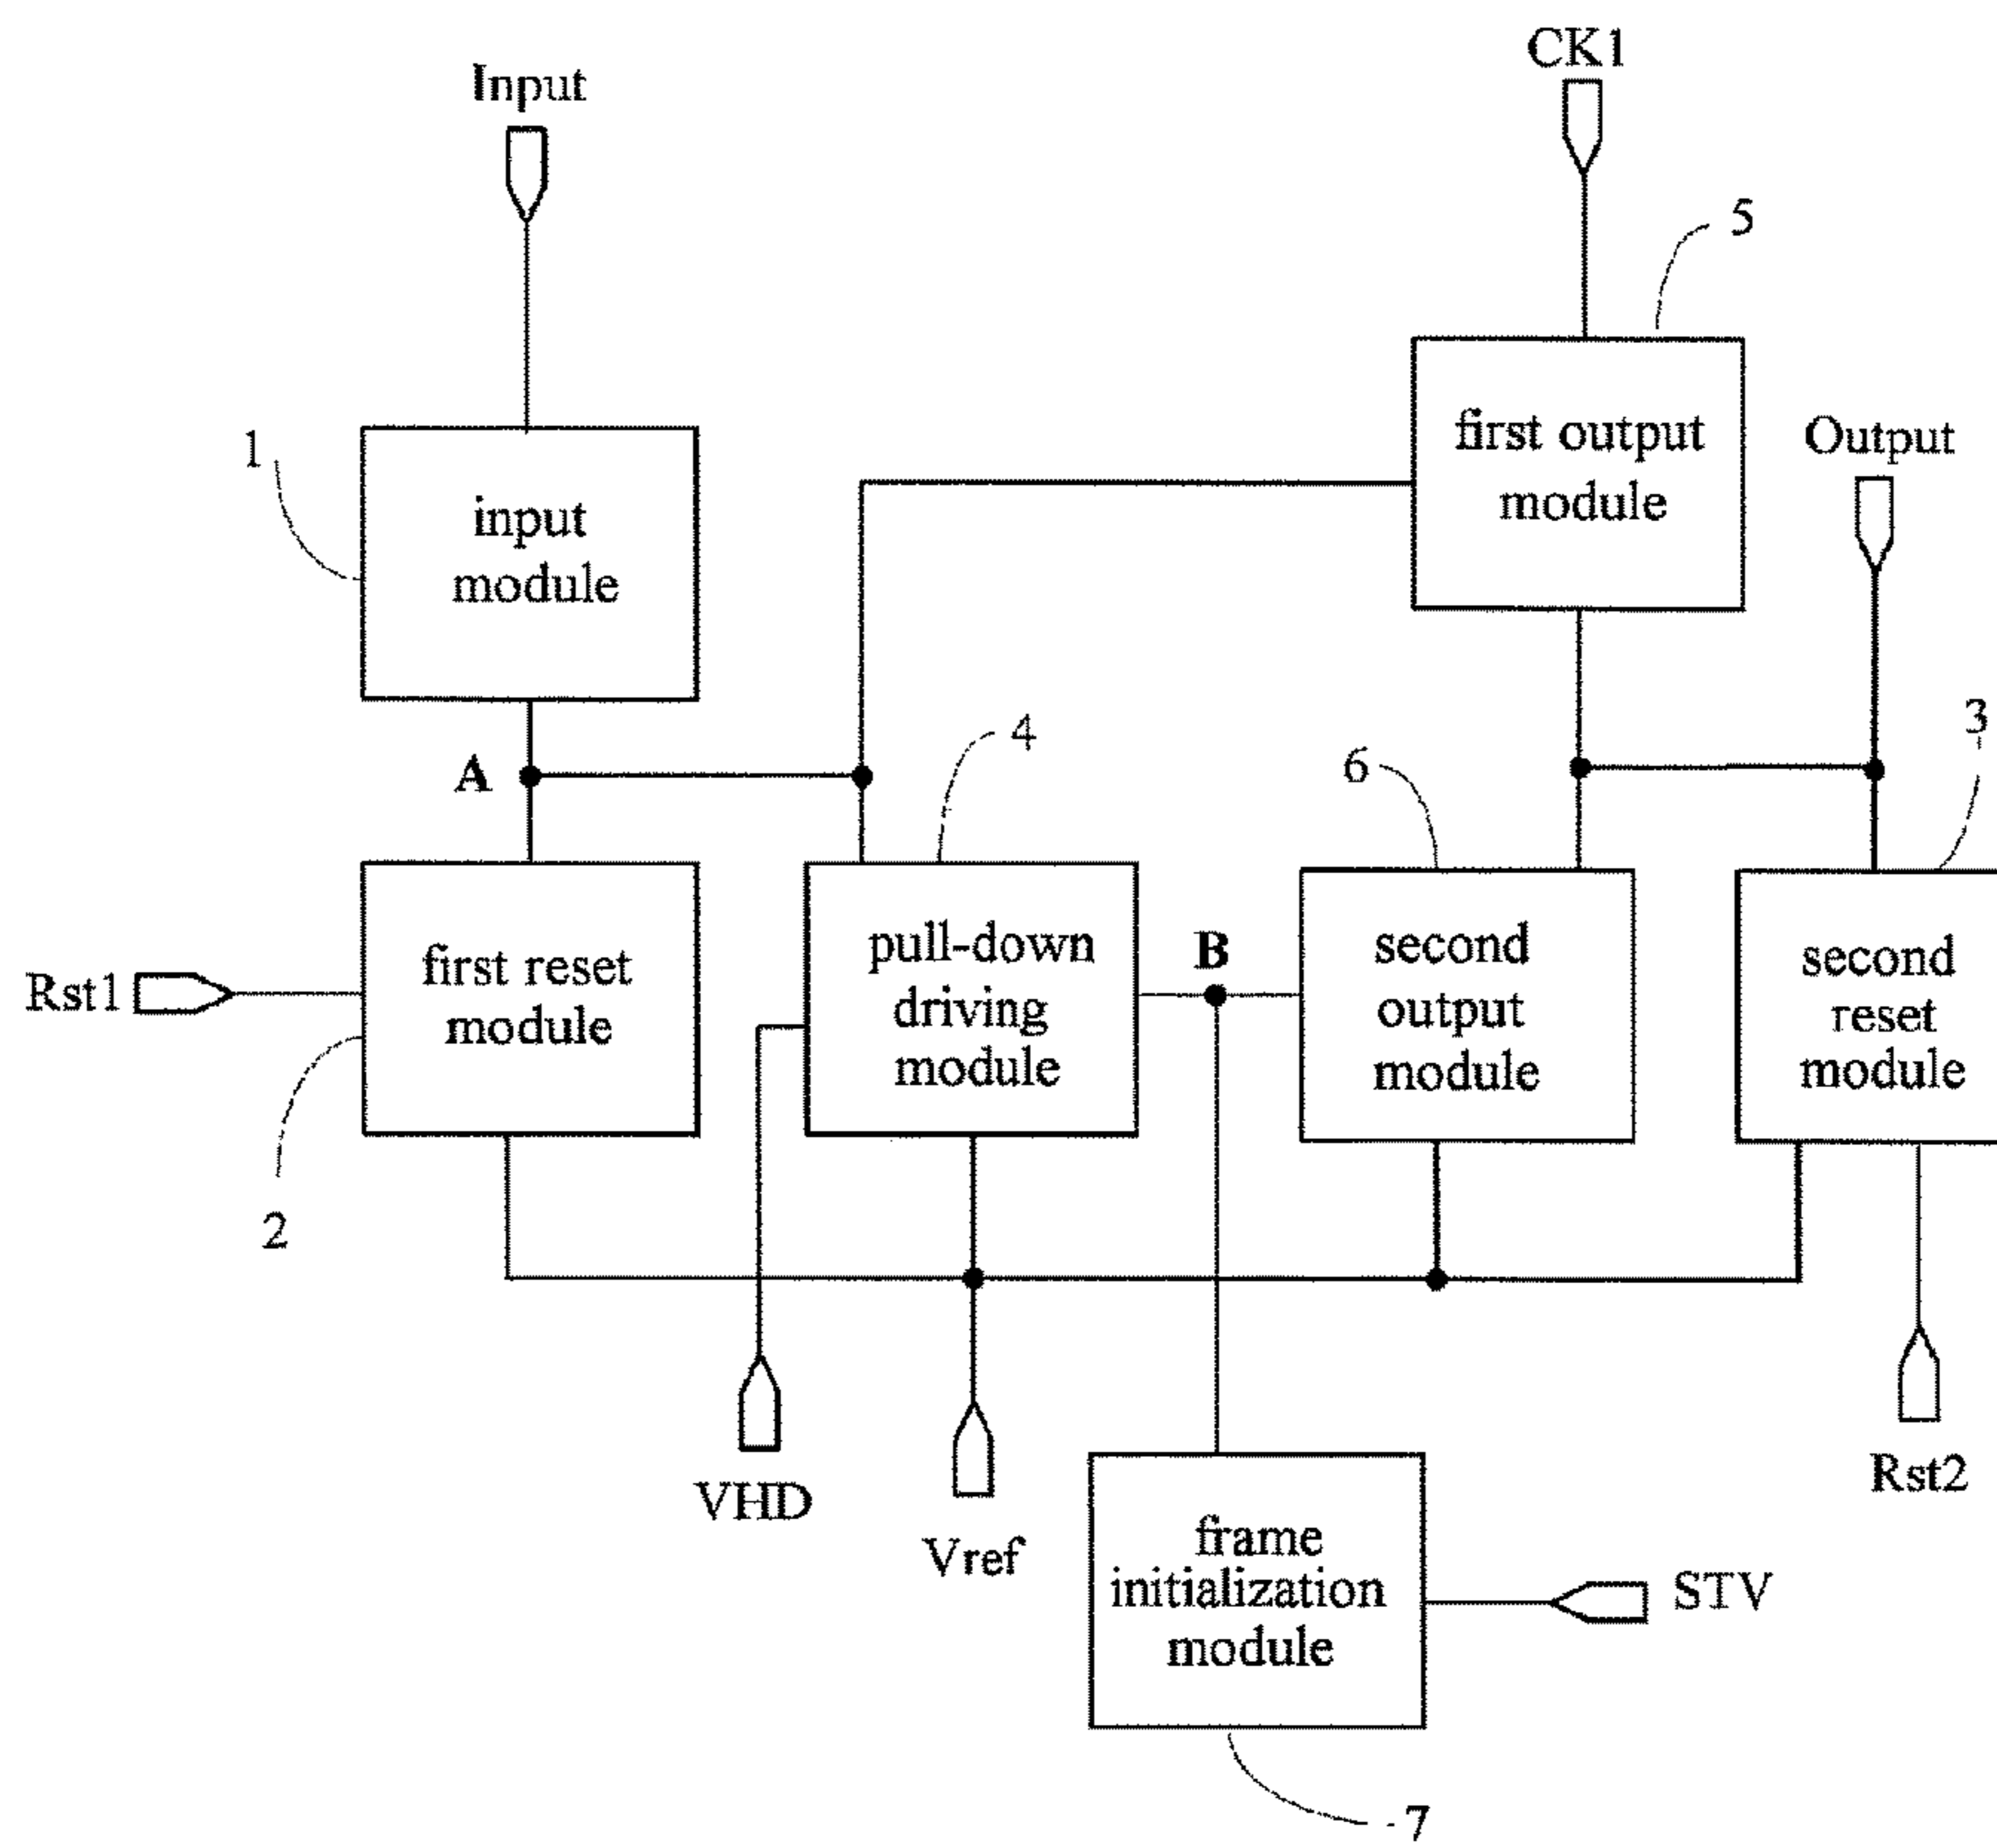 CK1
Input
5
first output
module
Output
1
input
module
3
4
6
A
pull-down
driving
module
B
second
output
module
second
reset
module
first reset
module
Rst1
2
VHD
Vref
Rst2
frame
initialization
module
STV
7